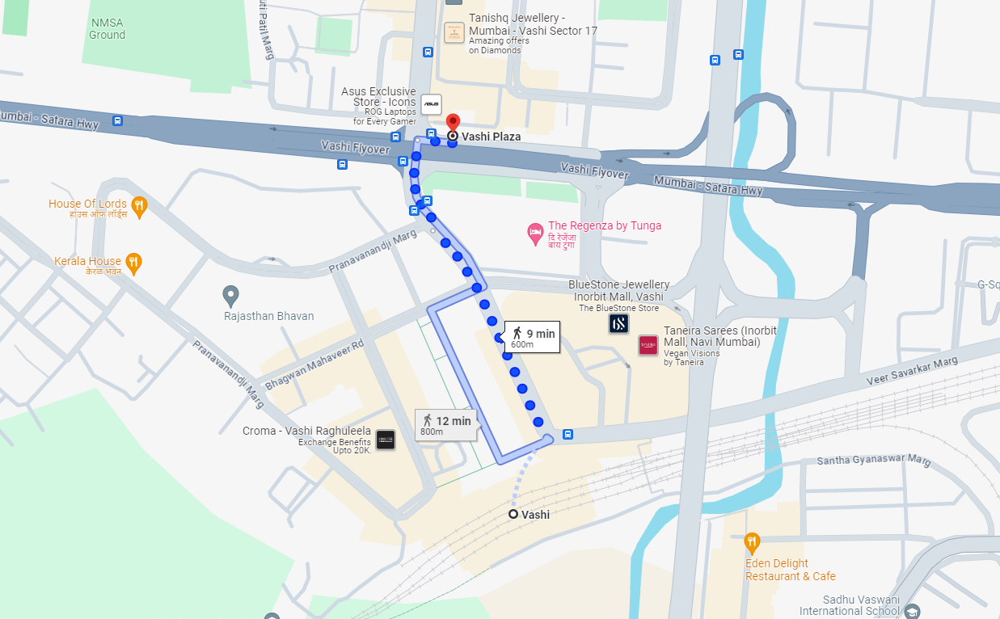 NMSA
Ground
uti Patil Marg
Tanishq Jewellery -
Mumbai - Vashi Sector 17
Amazing offers
on Diamonds
Asus Exclusive
Store - Icons
ROG Laptops
for Every Gamer
ASUS
umbai - Satara Hwy
Vashi Plaza
Vashi Flyover
Vashi Flyover
Mumbai - Satara Hwy
House Of Lords
हाउस ऑफ लॉर्ड्स
The Regenza by Tunga
दि रेजेंजा
बाय टुंगा
Pranavanandji Marg
Kerala House
केरळ भवन
BlueStone Jewellery
Inorbit Mall, Vashi
The BlueStone Store
G-Sq
Rajasthan Bhavan
Taneira Sarees (Inorbit
Mall, Navi Mumbai)
Vegan Visions
by Taneira
9 min
600m
Bhagwan Mahaveer Rd
Pranavanandji Marg
Veer Savarkar Marg
12 min
800m
Croma - Vashi Raghuleela
Exchange Benefits
Upto 20K.
Santha Gyanaswar Marg
Vashi
Eden Delight
Restaurant & Cafe
Sadhu Vaswani
International School